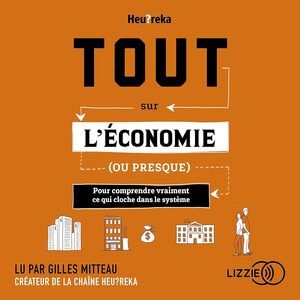 Heu?reka
TOUT
sur
L'ÉCONOMIE
(OU PRESQUE)
Pour comprendre vraiment
ce qui cloche dans le système
$
LU PAR GILLES MITTEAU
CRÉATEUR DE LA CHAÎNE HEU?REKA
LIZZIE